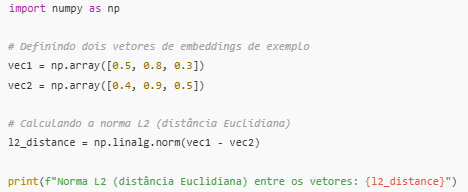 import numpy as np
# Definindo dois vetores de embeddings de exemplo
vec1 = np.array([0.5, 0.8, 0.3])
vec2 = np.array([0.4, 0.9, 0.5])
# Calculando a norma L2 (distância Euclidiana)
l2_distance = np.linalg.norm(vec1 - vec2)
print(f"Norma L2 (distância Euclidiana) entre os vetores: {l2_distance}")